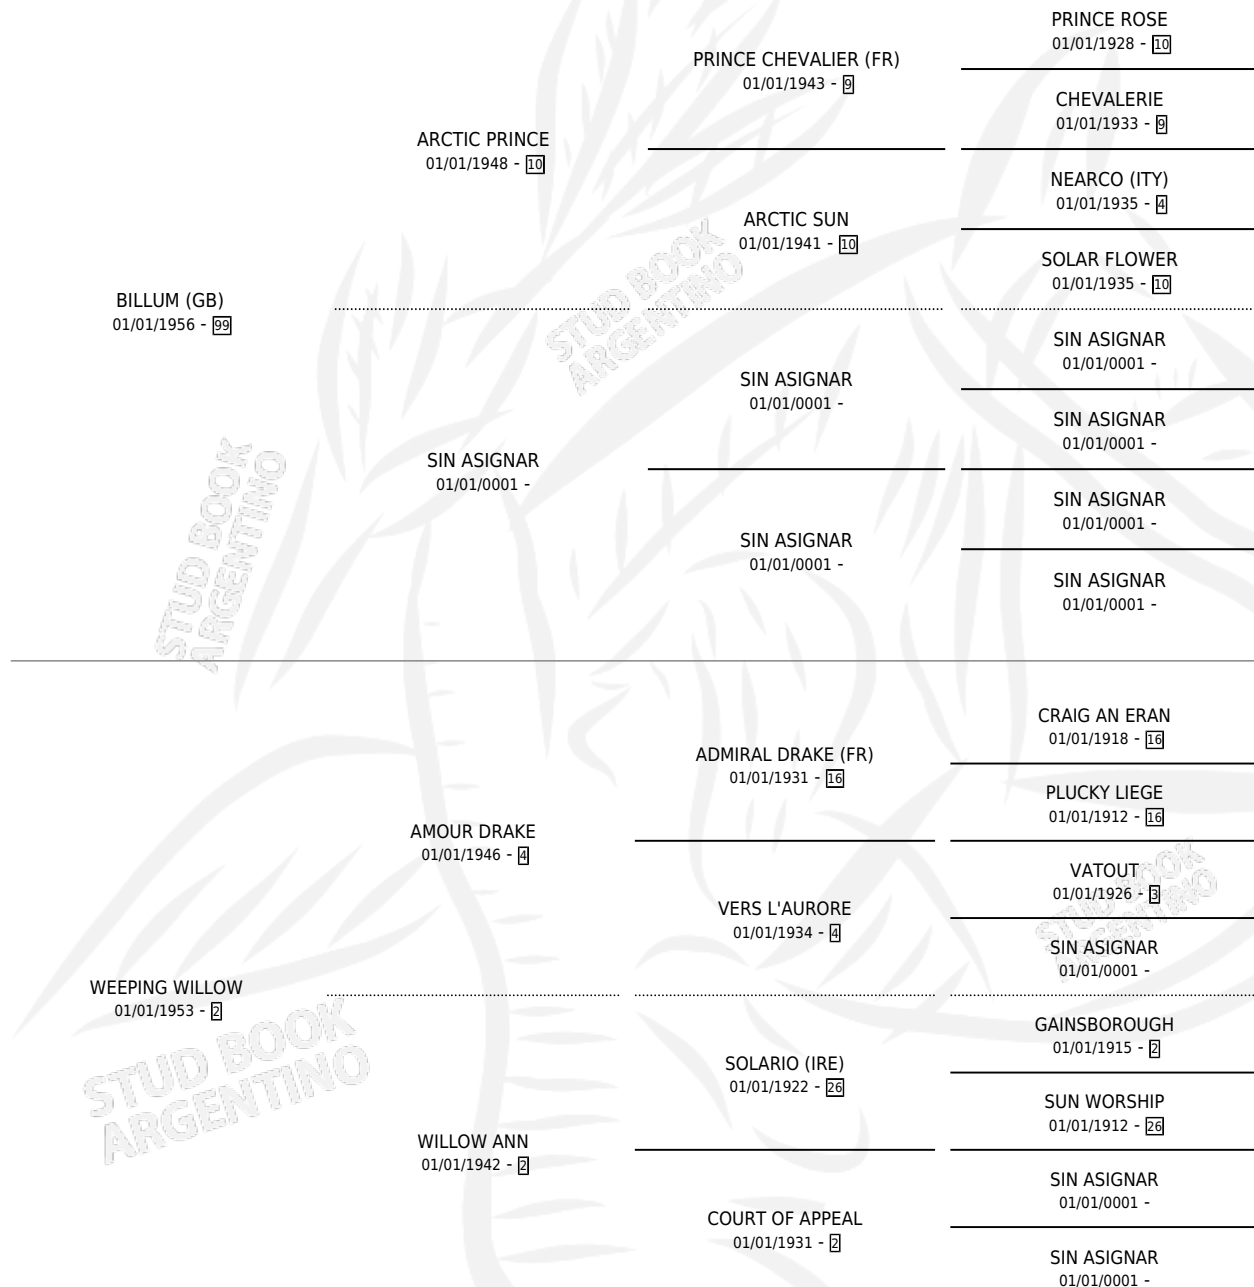 PRINCE ROSE
01/01/1928 - 10
PRINCE CHEVALIER (FR)
01/01/1943 - 9
CHEVALERIE
01/01/1933 - 9
ARCTIC PRINCE
01/01/1948 - 10
NEARCO (ITY)
01/01/1935 - 4
ARCTIC SUN
01/01/1941 - 10
SOLAR FLOWER
01/01/1935 - 10
BILLUM (GB)
01/01/1956 - 99
SIN ASIGNAR
01/01/0001 -
SIN ASIGNAR
01/01/0001 -
SIN ASIGNAR
01/01/0001 -
SIN ASIGNAR
01/01/0001 -
SIN ASIGNAR
01/01/0001 -
SIN ASIGNAR
01/01/0001 -
SIN ASIGNAR
01/01/0001 -
STUD BOOK
ARGENTINO
STUD BOOK
ARGENTINO
CRAIG AN ERAN
01/01/1918 - 16
ADMIRAL DRAKE (FR)
01/01/1931 - 16
PLUCKY LIEGE
01/01/1912 - 16
AMOUR DRAKE
01/01/1946 - 4
VATOUT
01/01/1926 - 3
VERS L'AURORE
01/01/1934 - 4
SIN ASIGNAR
01/01/0001 -
STUD BOOK
ARGENTINO
WEEPING WILLOW
01/01/1953 - 2
GAINSBOROUGH
01/01/1915 - 2
SOLARIO (IRE)
01/01/1922 - 26
SUN WORSHIP
01/01/1912 - 26
STUD BOOK
ARGENTINO
WILLOW ANN
01/01/1942 - 2
SIN ASIGNAR
01/01/0001 -
COURT OF APPEAL
01/01/1931 - 2
SIN ASIGNAR
01/01/0001 -